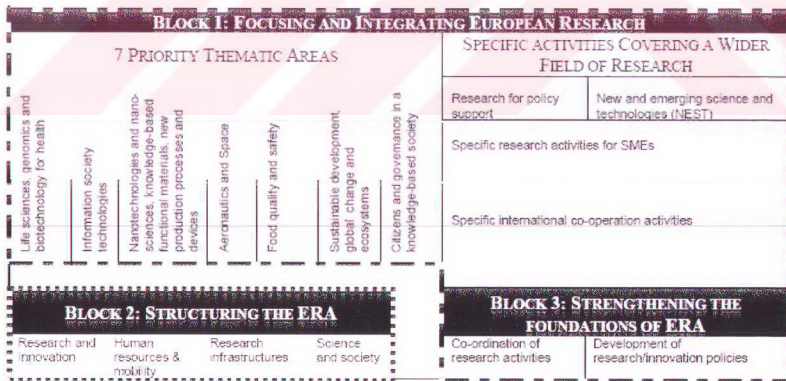 BLOCK 1: FOCUSING AND INTEGRATING EUROPEAN RESEARCH
7 PRIORITY THEMATIC AREAS
Life sciences, genomics and
biotechnology for health
Information society
technologies
Nanotechnologies and nano-
sciences, knowledge-based
functional materials, new
production processes and
devices
Aeronautics and Space
Food quality and safety
Sustainable development,
global change and
ecosystems
Citizens and governance in a
knowledge-based society
SPECIFIC ACTIVITIES COVERING A WIDER
FIELD OF RESEARCH
Research for policy
support
New and emerging science and
technologies (NEST)
Specific research activities for SMEs
Specific international co-operation activities
BLOCK 2: STRUCTURING THE ERA
Research and
Innovation
Human
resources &
mobility
Research
infrastructures
Science
and society
BLOCK 3: STRENGTHENING THE
FOUNDATIONS OF ERA
Co-ordination of
research activities
Development of
research/innovation policies